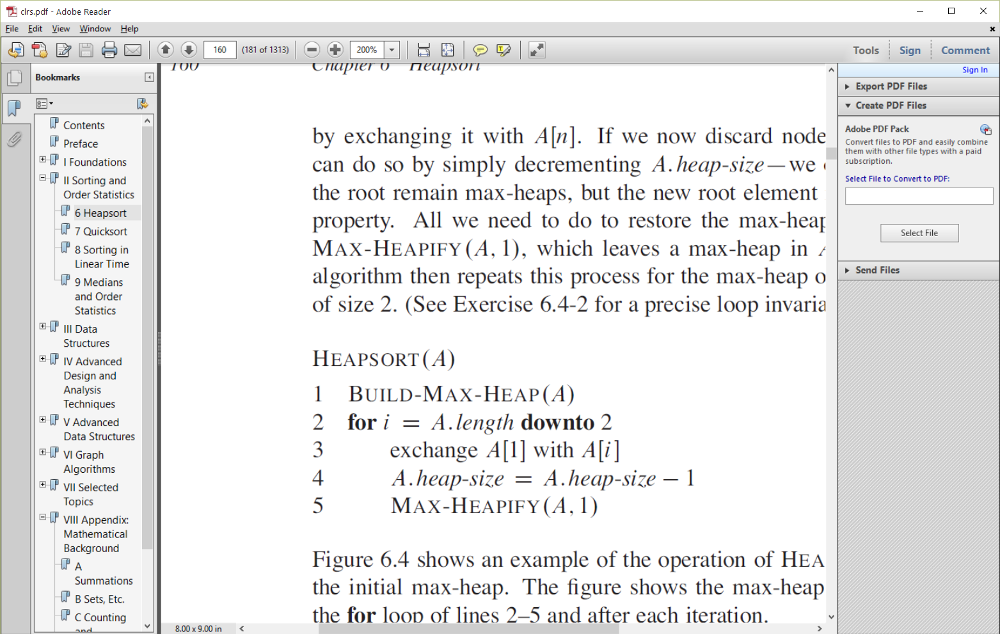 clrs.pdf - Adobe Reader
File Edit View Window Help
160 (181 of 1313) 200% Tools Sign Comment
Bookmarks
Contents
Preface
I Foundations
II Sorting and
Order Statistics
6 Heapsort
7 Quicksort
8 Sorting in
Linear Time
9 Medians
and Order
Statistics
III Data
Structures
IV Advanced
Design and
Analysis
Techniques
V Advanced
Data Structures
VI Graph
Algorithms
VII Selected
Topics
VIII Appendix:
Mathematical
Background
A
Summations
B Sets, Etc.
C Counting
and
160 Chapter 6 Heapsort
by exchanging it with A[n]. If we now discard node
can do so by simply decrementing A.heap-size—we
the root remain max-heaps, but the new root element
property. All we need to do to restore the max-heap
MAX-HEAPIFY(A, 1), which leaves a max-heap in
algorithm then repeats this process for the max-heap
of size 2. (See Exercise 6.4-2 for a precise loop
HEAPSORT(A)
1 BUILD-MAX-HEAP(A)
2 for i = A.length downto 2
3 exchange A[1] with A[i]
4 A.heap-size = A.heap-size − 1
5 MAX-HEAPIFY(A, 1)
Figure 6.4 shows an example of the operation of
the initial max-heap. The figure shows the max-heap
the for loop of lines 2–5 and after each iteration.
8.00 x 9.00 in
Sign In
Export PDF Files
Create PDF Files
Adobe PDF Pack
Convert files to PDF and easily combine
them with other file types with a paid
subscription.
Select File to Convert to PDF:
Select File
Send Files